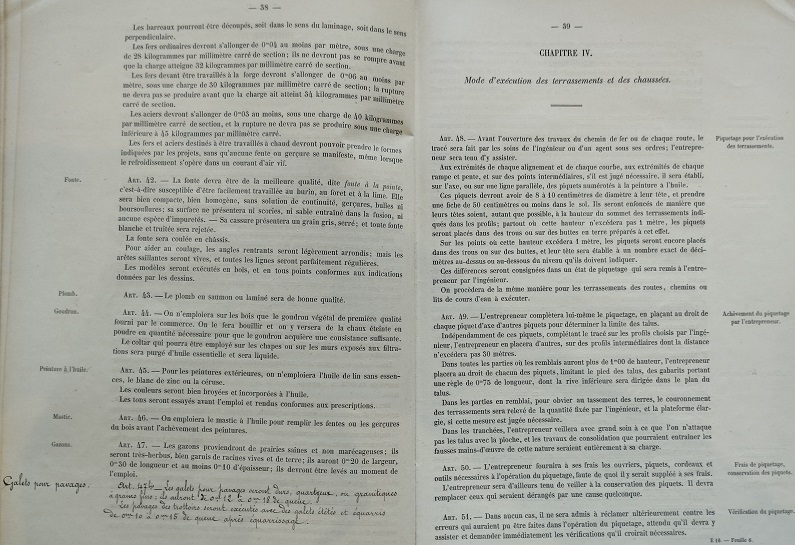 — 38 —
Les barreaux pourront être découpés, soit dans le sens du laminage, soit dans le sens
perpendiculaire.
Les fers ordinaires devront s'allonger de 0m04 au moins par mètre, sous une charge
de 28 kilogrammes par millimètre carré de section; ils ne devront pas se rompre avant
que la charge atteigne 32 kilogrammes par millimètre carré de section.
Les fers devant être travaillés à la forge devront s'allonger de 0m06 au moins par
mètre, sous une charge de 30 kilogrammes par millimètre carré de section; la rupture
ne devra pas se produire avant que la charge ait atteint 34 kilogrammes par millimètre
carré de section.
Les aciers devront s'allonger de 0m05 au moins, sous une charge de 40 kilogrammes
par millimètre carré de section, et la rupture ne devra pas se produire sous une charge
inférieure à 45 kilogrammes par millimètre carré.
Les fers et aciers destinés à être travaillés à chaud devront pouvoir prendre le formes
indiquées par les projets, sans qu'aucune fente ou gerçure se manifeste, même lorsque
le refroidissement s'opère dans un courant d'air vif.
Fonte.
ART. 42. — La fonte devra être de la meilleure qualité, dite fonte à la pointe,
c'est-à-dire susceptible d'être facilement travaillée au burin, au foret et à la lime. Elle
sera bien compacte, bien homogène, sans solution de continuité, gerçures, bulles ni
boursouflures; sa surface ne présentera ni scories, ni sable entraîné dans la fusion, ni
aucune espèce d'impuretés. — Sa cassure présentera un grain gris, serré; et toute fonte
blanche et truitée sera rejetée.
La fonte sera coulée en châssis.
Pour aider au coulage, les angles rentrants seront légèrement arrondis; mais les
arêtes saillantes seront vives, et toutes les lignes seront parfaitement régulières.
Les modèles seront exécutés en bois, et en tous points conformes aux indications
données par les dessins.
Plomb.
ART. 43. — Le plomb en saumon ou laminé sera de bonne qualité.
Goudron.
ART. 44. — On n'emploiera sur les bois que le goudron végétal de première qualité
fourni par le commerce. On le fera bouillir et on y versera de la chaux éteinte en
poudre en quantité nécessaire pour que le goudron acquière une consistance suffisante.
Le coltar qui pourra être employé sur les chapes ou sur les murs exposés aux filtra-
tions sera purgé d'huile essentielle et sera liquide.
Peinture à l'huile.
ART. 45. — Pour les peintures extérieures, on n'emploiera l'huile de lin sans essen-
ces, le blanc de zinc ou la céruse.
Les couleurs seront bien broyées et incorporées à l'huile.
Les tons seront essayés avant l'emploi et rendus conformes aux prescriptions.
Mastic.
ART. 46. — On emploiera le mastic à l'huile pour remplir les fentes ou les gerçures
du bois avant l'achèvement des peintures.
Gazons.
ART. 47. — Les gazons proviendront de prairies saines et non marécageuses; ils
seront très-herbus, bien garnis de racines vives et de terre; ils auront 0m20 de largeur,
0m30 de longueur et au moins 0m10 d'épaisseur; ils devront être levés au moment de
l'emploi.
Galets pour pavages.
Art. 47 bis — Les galets pour pavages seront durs, quartzeux, ou granitiques
à grains fins; ils auront de 0m12 à 0m18 de queue.
Les pavages des trottoirs seront exécutés avec des galets étêtés et équarris
de 0m10 à 0m15 de queue après équarrissage.
— 39 —
CHAPITRE IV.
Mode d'exécution des terrassements et des chaussées.
Piquetage pour l'exécution
des terrassements.
ART. 48. — Avant l'ouverture des travaux du chemin de fer ou de chaque route, le
tracé sera fait par les soins de l'ingénieur ou d'un agent sous ses ordres; l'entrepre-
neur sera tenu d'y assister.
Aux extrémités de chaque alignement et de chaque courbe, aux extrémités de chaque
rampe et pente, et sur des points intermédiaires, s'il est jugé nécessaire, il sera établi,
sur l'axe, ou sur une ligne parallèle, des piquets numérotés à la peinture à l'huile.
Ces piquets devront avoir de 8 à 10 centimètres de diamètre à leur tête, et prendre
une fiche de 50 centimètres ou moins dans le sol. Ils seront enfoncés de manière que
leurs têtes soient, autant que possible, à la hauteur du sommet des terrassements indi-
qués dans les profils; partout où cette hauteur n'excédera pas 1 mètre, les piquets
seront placés dans des trous ou sur des buttes en terre préparés à cet effet.
Sur les points où cette hauteur excédera 1 mètre, les piquets seront encore placés
dans des trous ou sur des buttes, et leur tête sera établie à un nombre exact de déci-
mètres au-dessus ou au-dessous du niveau qu'ils doivent indiquer.
Ces différences seront consignées dans un état de piquetage qui sera remis à l'entre-
preneur par l'ingénieur.
On procédera de la même manière pour les terrassements des routes, chemins ou
lits de cours d'eau à exécuter.
Achèvement du piquetage
par l'entrepreneur.
ART. 49. — L'entrepreneur complétera lui-même le piquetage, en plaçant au droit de
chaque piquet d'axe d'autres piquets pour déterminer la limite des talus.
Indépendamment de ces piquets, complétant le tracé sur les profils choisis par l'ingé-
nieur, l'entrepreneur en placera d'autres, sur des profils intermédiaires dont la distance
n'excédera pas 30 mètres.
Dans toutes les parties où les remblais auront plus de 1m00 de hauteur, l'entrepreneur
placera au droit de chacun des piquets, limitant le pied des talus, des gabarits portant
une règle de 0m75 de longueur, dont la rive inférieure sera dirigée dans le plan du
talus.
Dans les parties en remblai, pour obvier au tassement des terres, le couronnement
des terrassements sera relevé de la quantité fixée par l'ingénieur, et la plateforme élar-
gie, si cette mesure est jugée nécessaire.
Dans les tranchées, l'entrepreneur veillera avec grand soin à ce que l'on n'attaque
pas les talus avec la pioche, et les travaux de consolidation que pourraient entraîner les
fausses mains-d'œuvre de cette nature seraient entièrement à sa charge.
Frais de piquetage,
conservation des piquets.
ART. 50. — L'entrepreneur fournira à ses frais les ouvriers, piquets, cordeaux et
outils nécessaires à l'opération du piquetage, faute de quoi il y serait suppléé à ses frais.
L'entrepreneur sera d'ailleurs tenu de veiller à la conservation des piquets. Il devra
remplacer ceux qui seraient dérangés par une cause quelconque.
Vérification du piquetage.
ART. 51. — Dans aucun cas, il ne sera admis à réclamer ultérieurement contre les
erreurs qui auraient pu être faites dans l'opération du piquetage, attendu qu'il devra y
assister et demander immédiatement les vérifications qu'il croirait nécessaires.